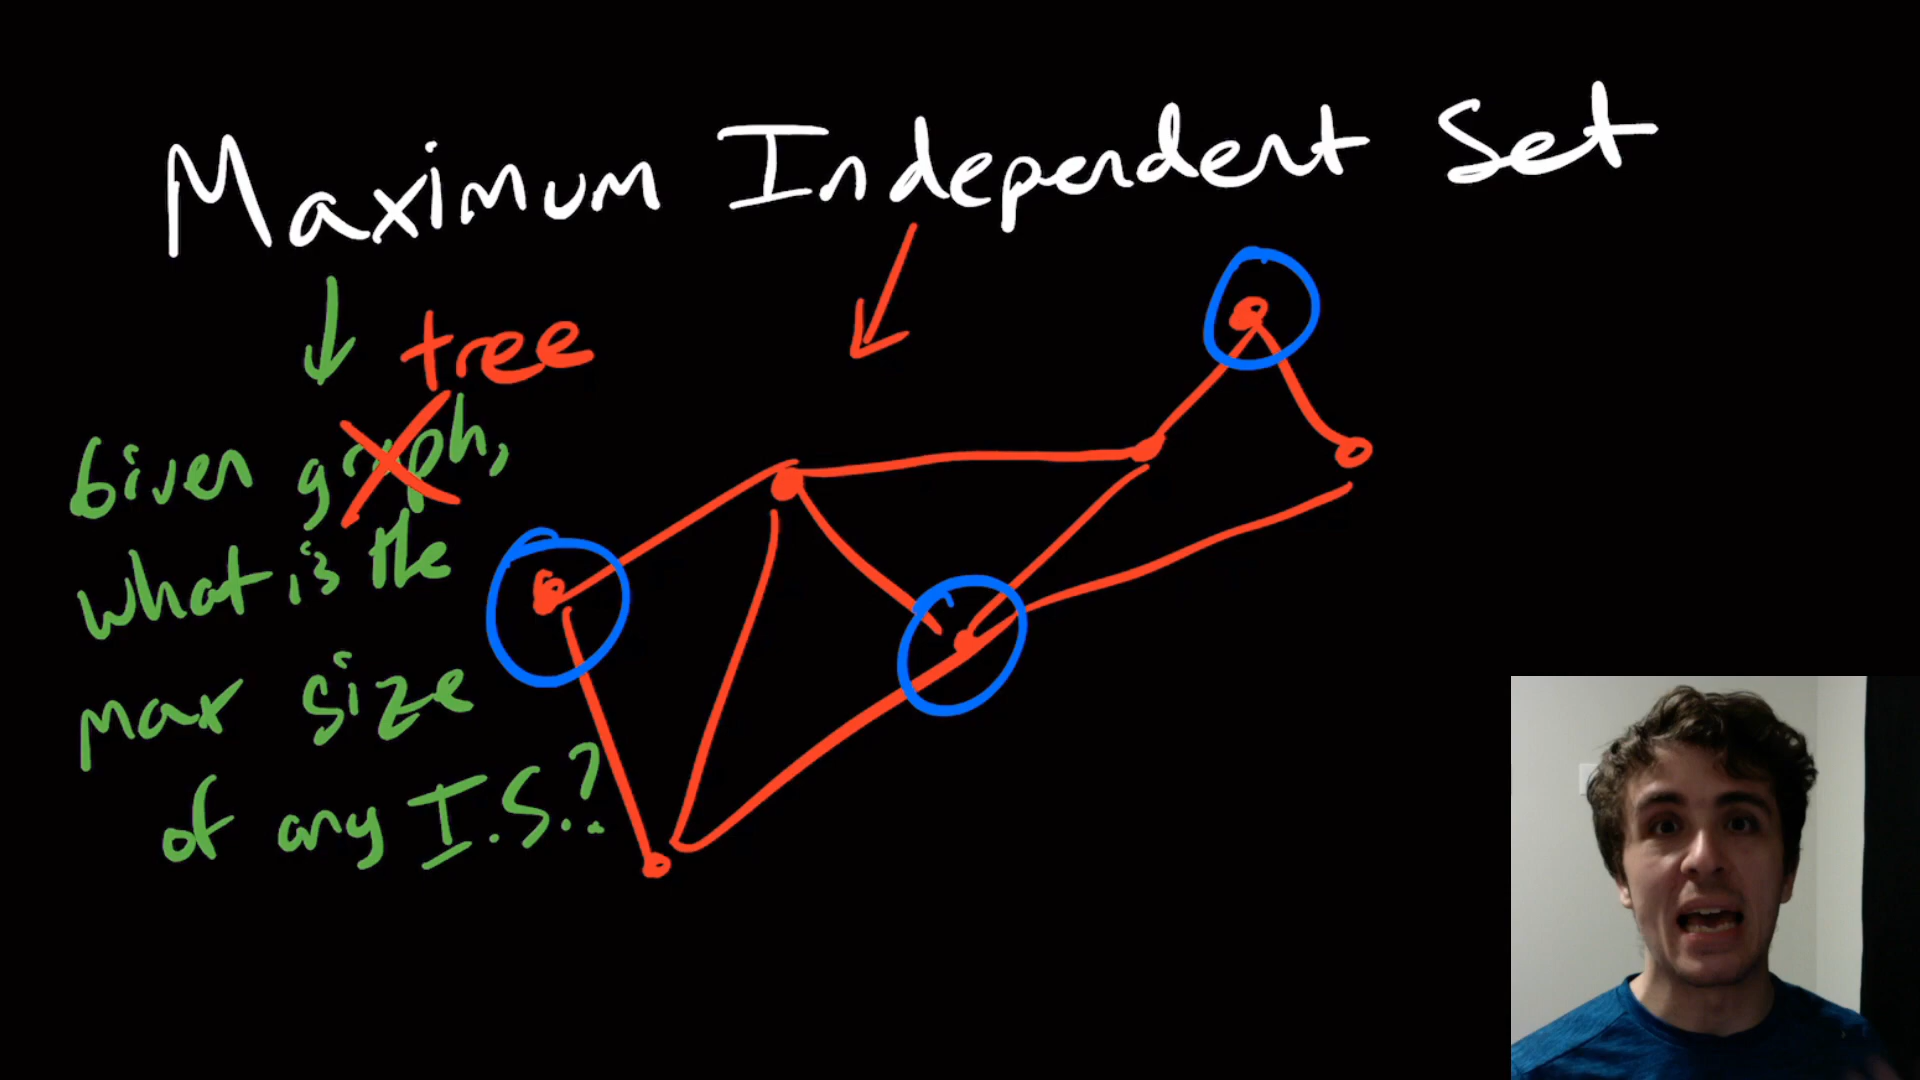 Maximum Independent Set
tree
Given graph,
what is the
max size
of any I.S.?